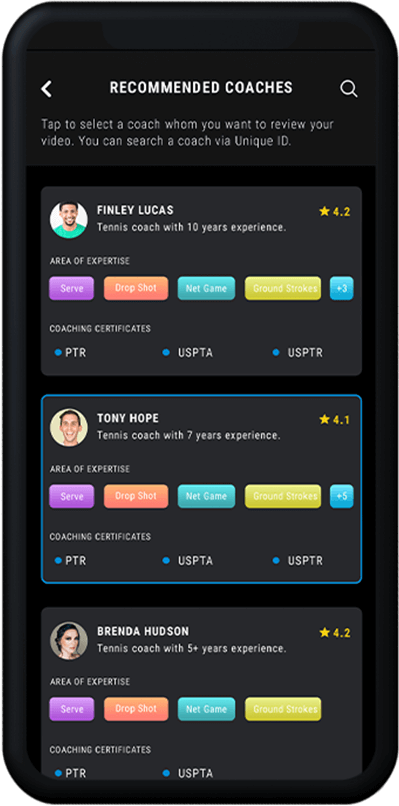 RECOMMENDED COACHES
Tap to select a coach whom you want to review your
video. You can search a coach via Unique ID.
FINLEY LUCAS
4.2
Tennis coach with 10 years experience.
AREA OF EXPERTISE
Serve
Drop Shot
Net Game
Ground Strokes
+3
COACHING CERTIFICATES
PTR
USPTA
USPTR
TONY HOPE
4.1
Tennis coach with 7 years experience.
AREA OF EXPERTISE
Serve
Drop Shot
Net Game
Ground Strokes
+5
COACHING CERTIFICATES
PTR
USPTA
USPTR
BRENDA HUDSON
4.2
Tennis coach with 5+ years experience.
AREA OF EXPERTISE
Serve
Drop Shot
Net Game
Ground Strokes
COACHING CERTIFICATES
PTR
USPTA